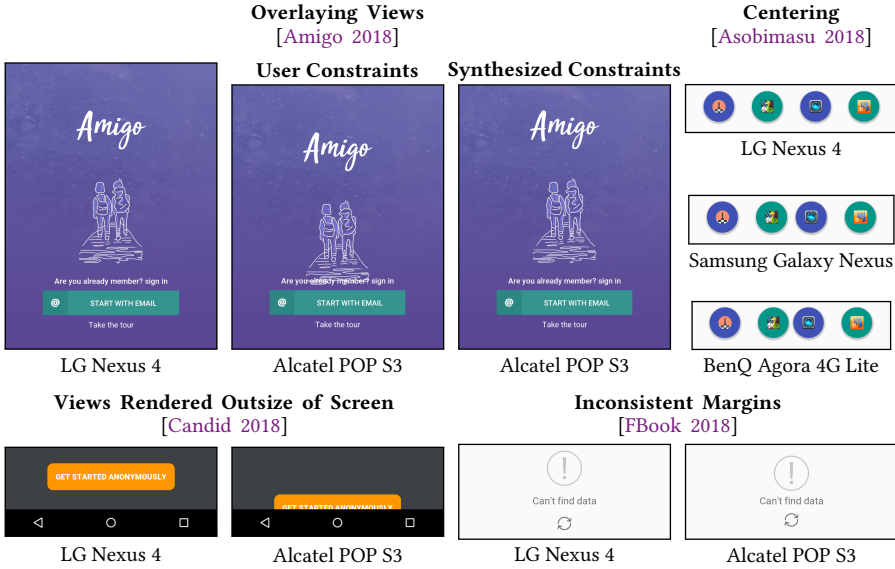 Overlaying Views
[Amigo 2018]
Centering
[Asobimasu 2018]
User Constraints
Synthesized Constraints
Amigo
Are you already member? sign in
@ START WITH EMAIL
Take the tour
LG Nexus 4
Amigo
Are you already member? sign in
@ START WITH EMAIL
Take the tour
Alcatel POP S3
Amigo
Are you already member? sign in
@ START WITH EMAIL
Take the tour
Alcatel POP S3
LG Nexus 4
Samsung Galaxy Nexus
BenQ Agora 4G Lite
Views Rendered Outsize of Screen
[Candid 2018]
GET STARTED ANONYMOUSLY
LG Nexus 4
GET STARTED ANONYMOUSLY
Alcatel POP S3
Inconsistent Margins
[FBook 2018]
Can't find data
LG Nexus 4
Can't find data
Alcatel POP S3